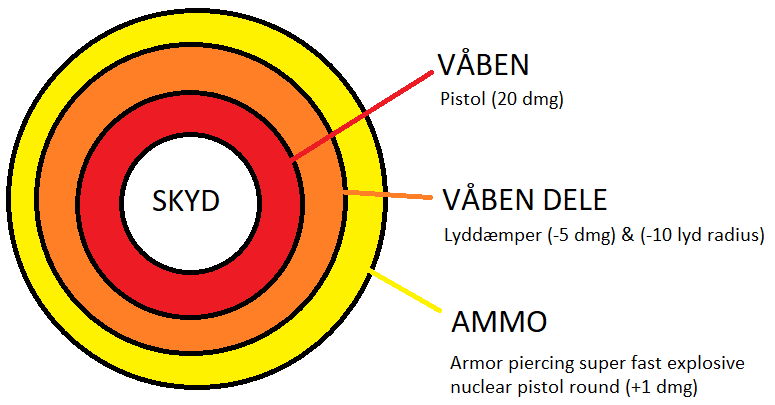 SKYD
VÅBEN
Pistol (20 dmg)
VÅBEN DELE
Lyddæmper (-5 dmg) & (-10 lyd radius)
AMMO
Armor piercing super fast explosive
nuclear pistol round (+1 dmg)